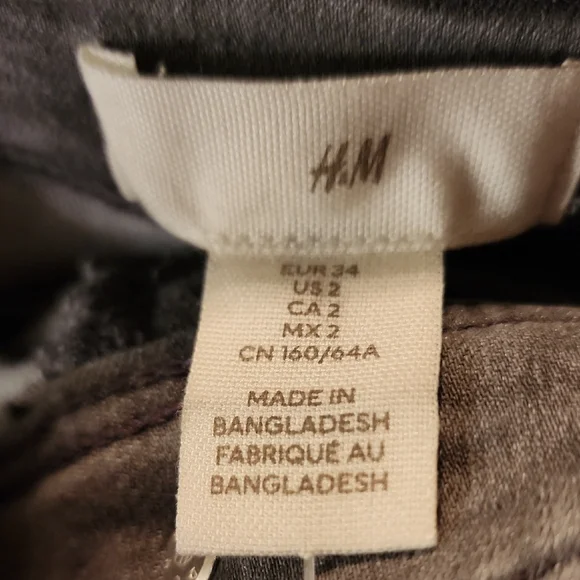 H&M
EUR 34
US 2
CA 2
MX 2
CN 160/64A
MADE IN
BANGLADESH
FABRIQUÉ AU
BANGLADESH